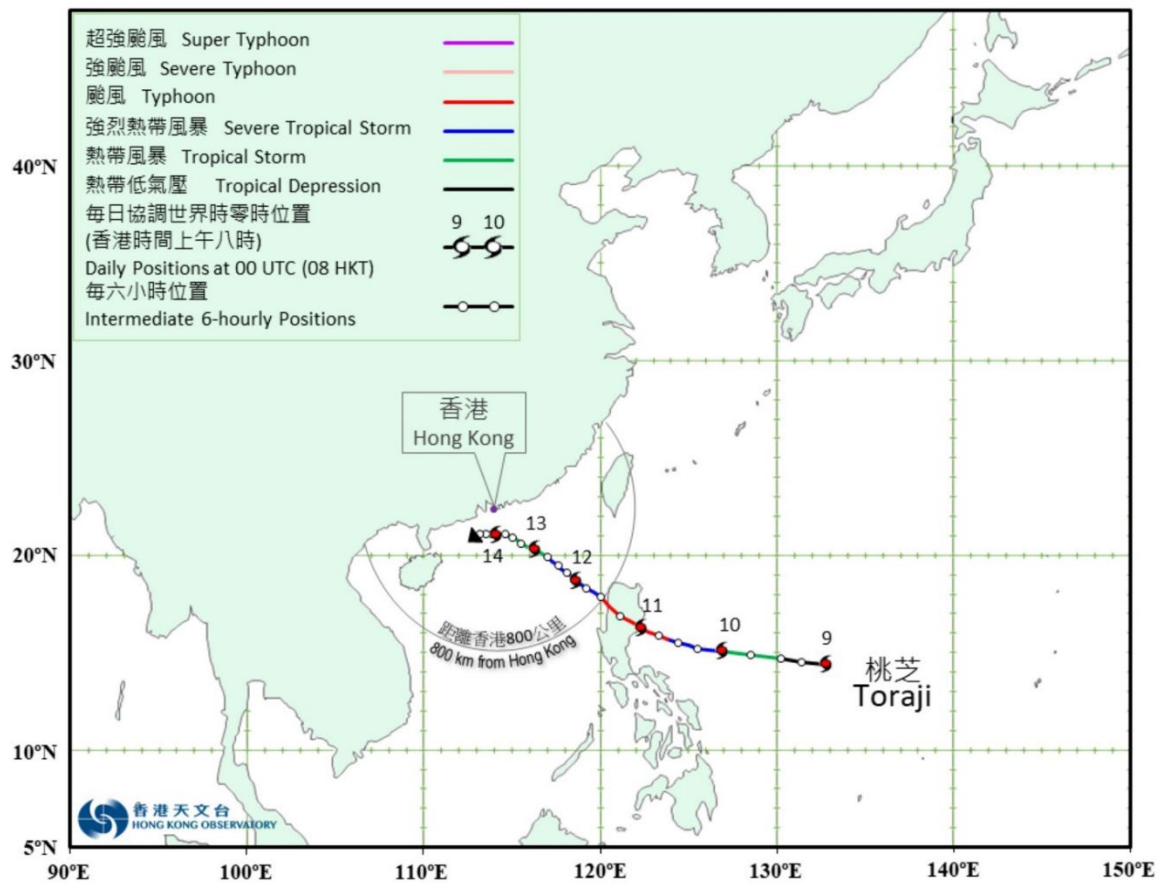 超強颱風 Super Typhoon
強颱風 Severe Typhoon
颱風 Typhoon
強烈熱帶風暴 Severe Tropical Storm
熱帶風暴 Tropical Storm
熱帶低氣壓 Tropical Depression
每日協調世界時零時位置
(香港時間上午八時)
9 10
Daily Positions at 00 UTC (08 HKT)
每六小時位置
Intermediate 6-hourly Positions
40°N
30°N
香港
Hong Kong
13
20°N
14
12
11
10
9
距離香港800公里
800 km from Hong Kong
桃芝
Toraji
10°N
香港天文台
HONG KONG OBSERVATORY
5°N
90°E
100°E
110°E
120°E
130°E
140°E
150°E